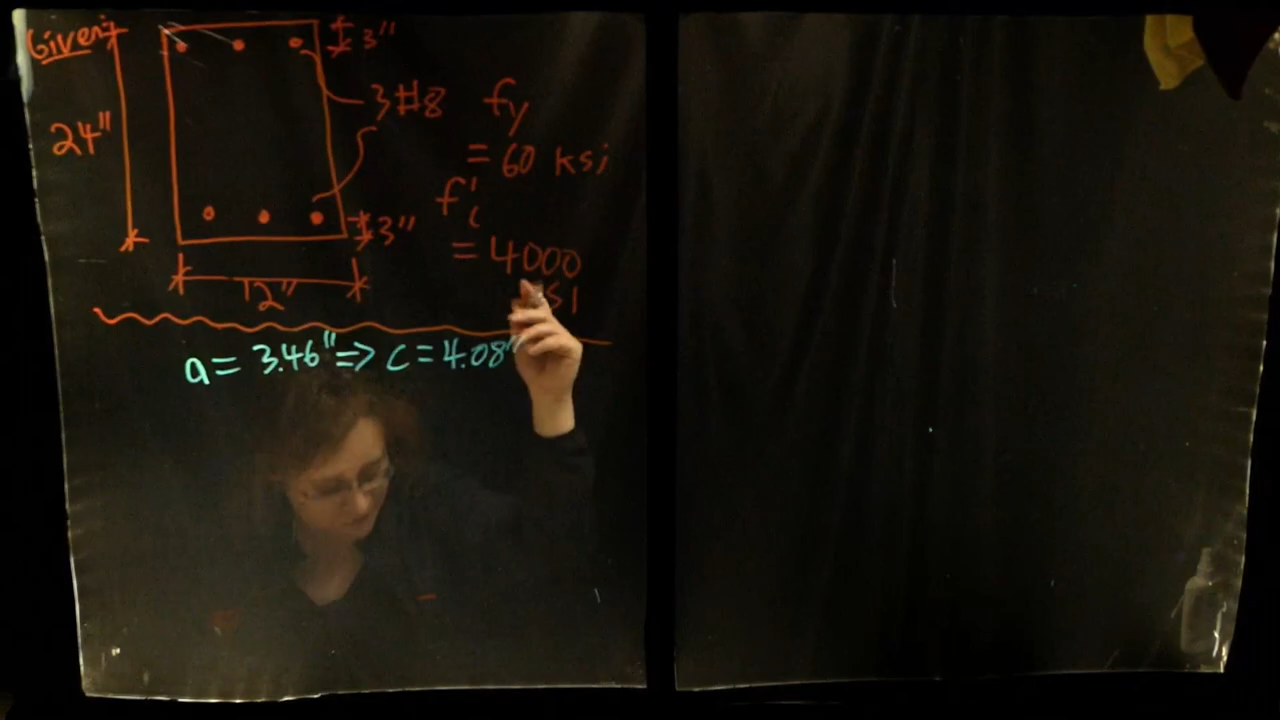 Given:
3"
24"
3#8
fy
= 60 ksi
f'c
= 4000
3"
12"
a = 3.46" => c = 4.08"